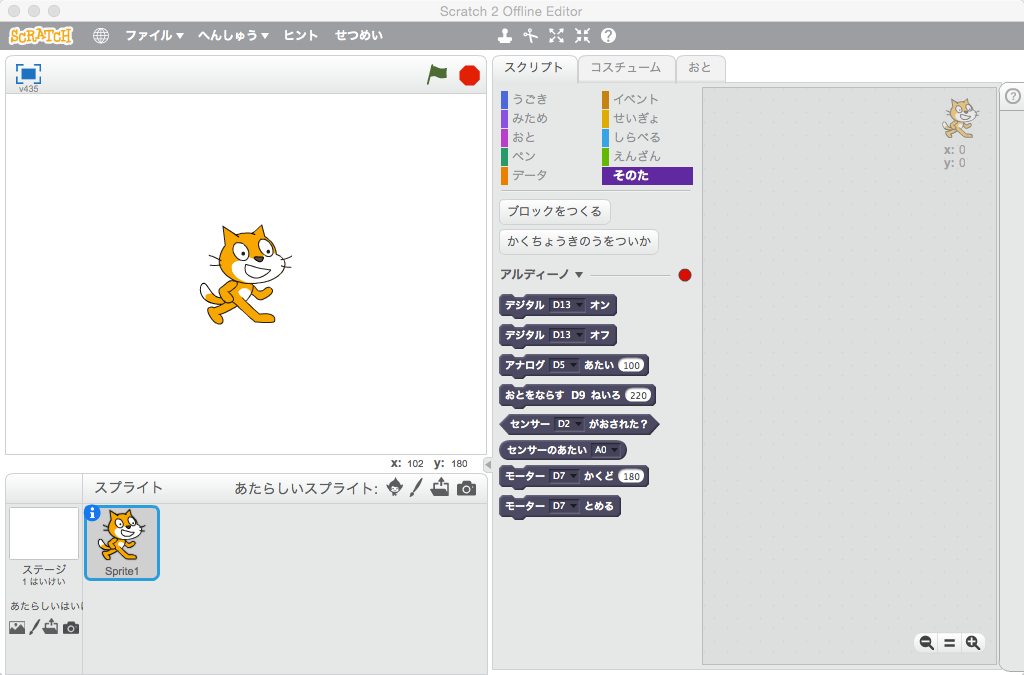 Scratch 2 Offline Editor
SCRATCH ファイル へんしゅう ヒント せつめい
v435
スクリプト コスチューム おと
うごき イベント
みため せいぎょ
おと しらべる
ペン えんざん
データ そのた
x: 0
y: 0
ブロックをつくる
かくちょうきのうをついか
アルディーノ
デジタル D13 オン
デジタル D13 オフ
アナログ D5 あたい 100
おとをならす D9 ねいろ 220
センサー D2 がおされた?
センサーのあたい A0
モーター D7 かくど 180
モーター D7 とめる
x: 102 y: 180
スプライト あたらしいスプライト:
ステージ
1 はいけい
あたらしいはいけ
Sprite1